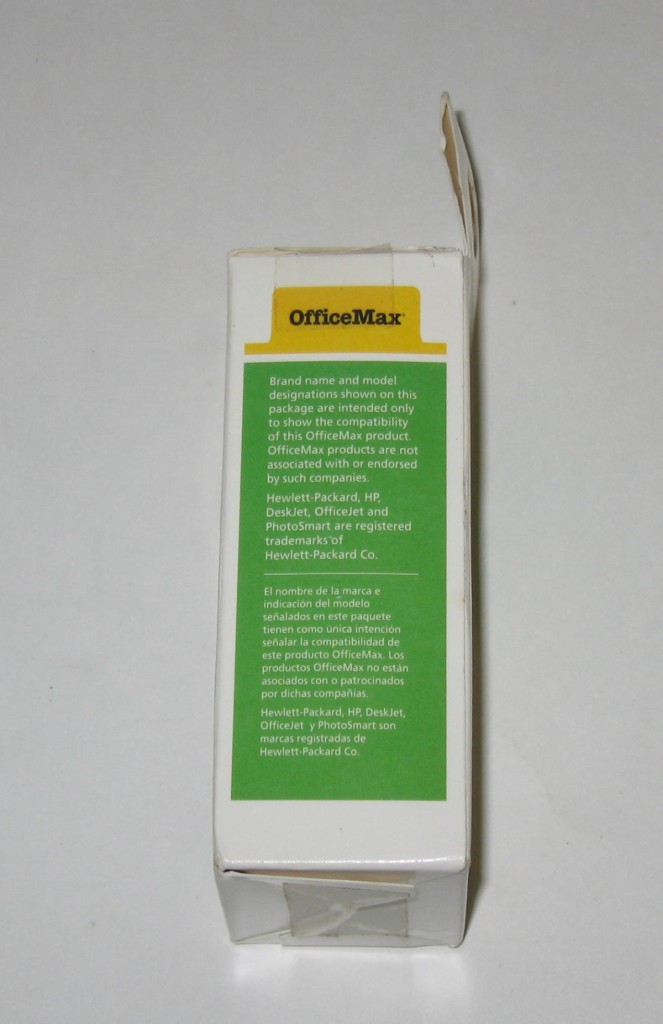 OfficeMax
Brand name and model
designations shown on this
package are intended only
to show the compatibility
of this OfficeMax product.
OfficeMax products are not
associated with or endorsed
by such companies.
Hewlett-Packard, HP,
DeskJet, OfficeJet and
PhotoSmart are registered
trademarks of
Hewlett-Packard Co.
El nombre de la marca e
indicación del modelo
señalados en este paquete
tienen como única intención
señalar la compatibilidad de
este producto OfficeMax. Los
productos OfficeMax no están
asociados con o patrocinados
por dichas compañias.
Hewlett-Packard, HP, DeskJet,
OfficeJet y PhotoSmart son
marcas registradas de
Hewlett-Packard Co.